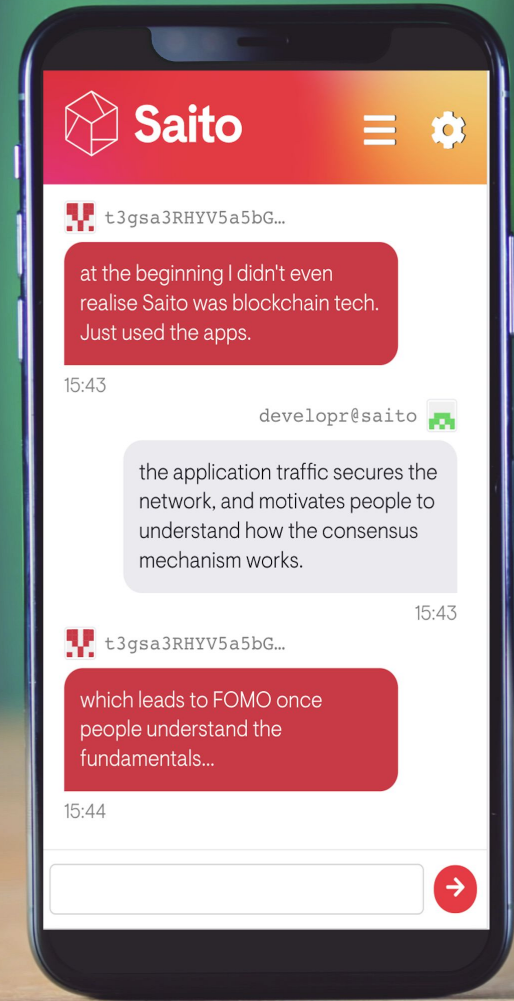 Saito
t3gsa3RHYV5a5bG…
at the beginning I didn't even
realise Saito was blockchain tech.
Just used the apps.
15:43
developr@saito
the application traffic secures the
network, and motivates people to
understand how the consensus
mechanism works.
15:43
t3gsa3RHYV5a5bG…
which leads to FOMO once
people understand the
fundamentals...
15:44